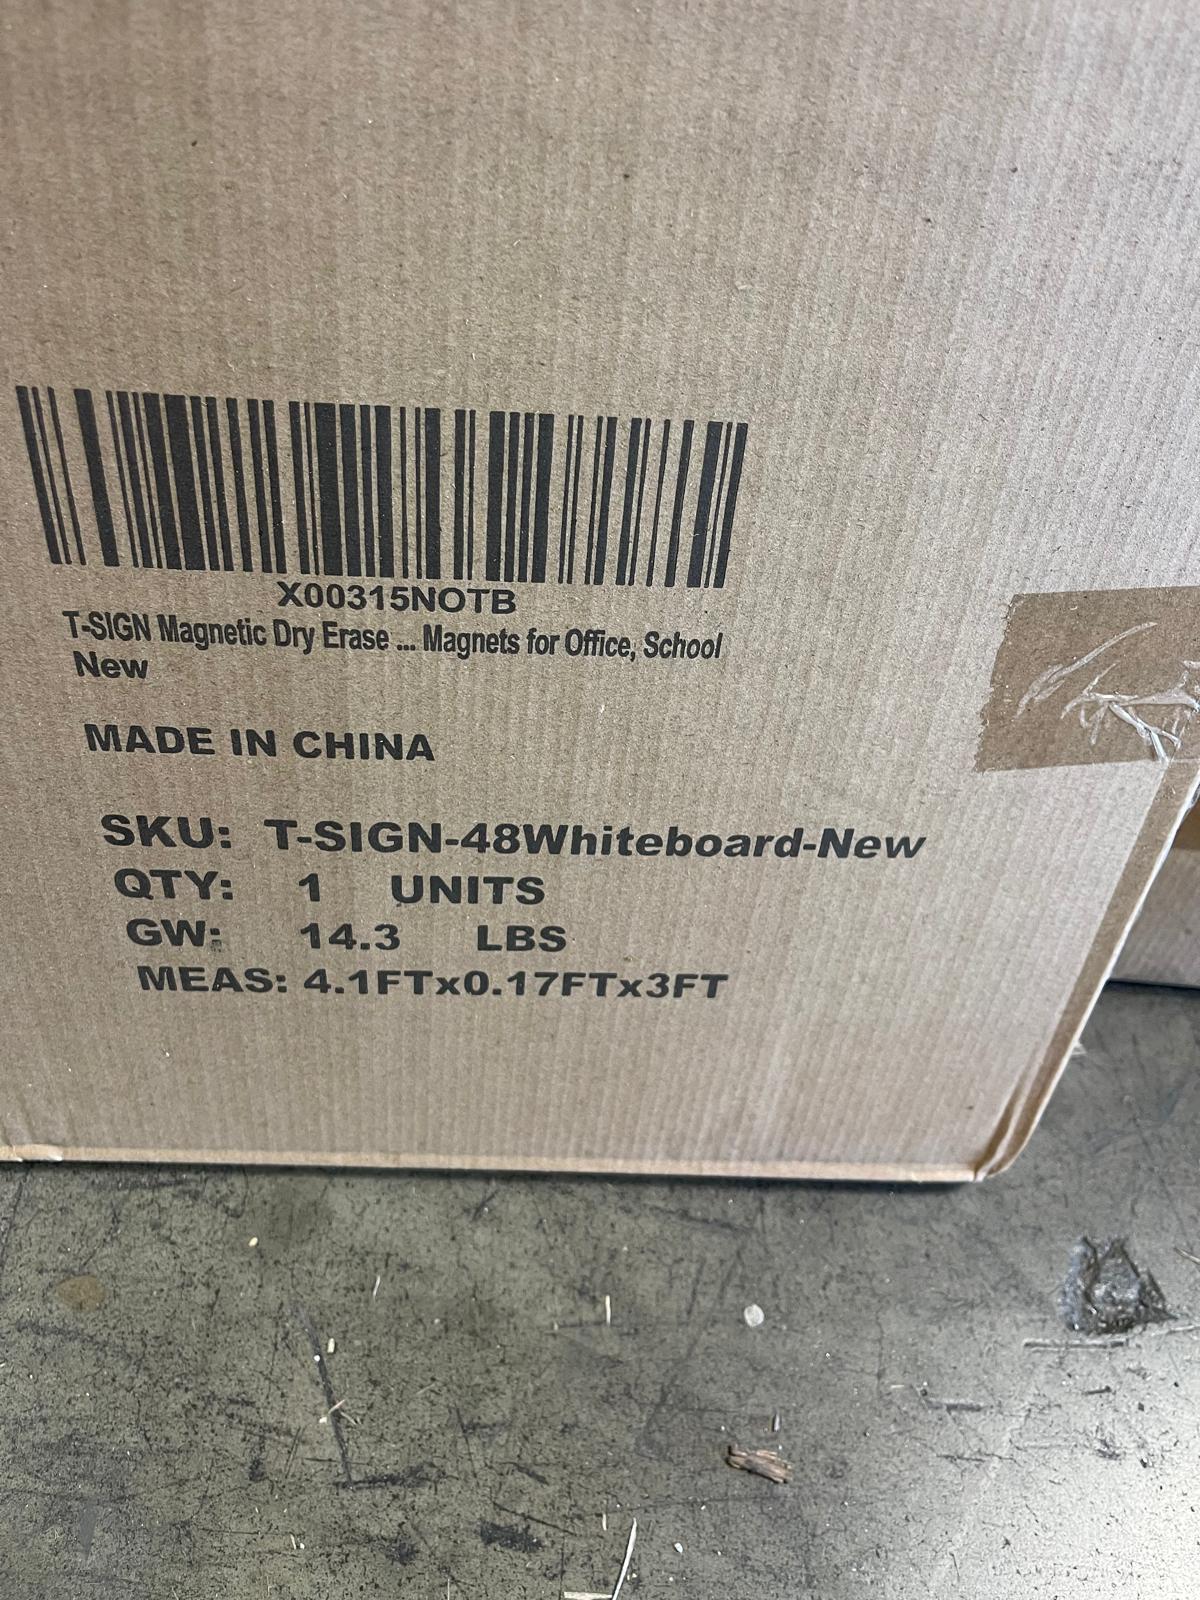 X00315NOTB
T-SIGN Magnetic Dry Erase ... Magnets for Office, School
New
MADE IN CHINA
SKU: T-SIGN-48Whiteboard-New
QTY: 1 UNITS
GW: 14.3 LBS
MEAS: 4.1FTx0.17FTx3FT